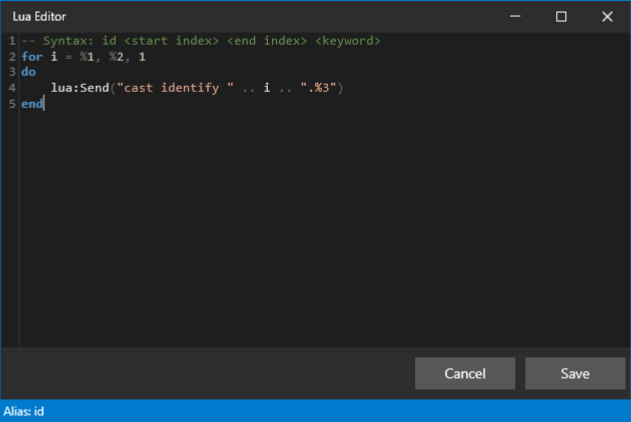 Lua Editor
1 -- Syntax: id <start index> <end index> <keyword>
2 for i = %1, %2, 1
3 do
4     lua:Send("cast identify " .. i .. ".%3")
5 end
Cancel Save
Alias: id